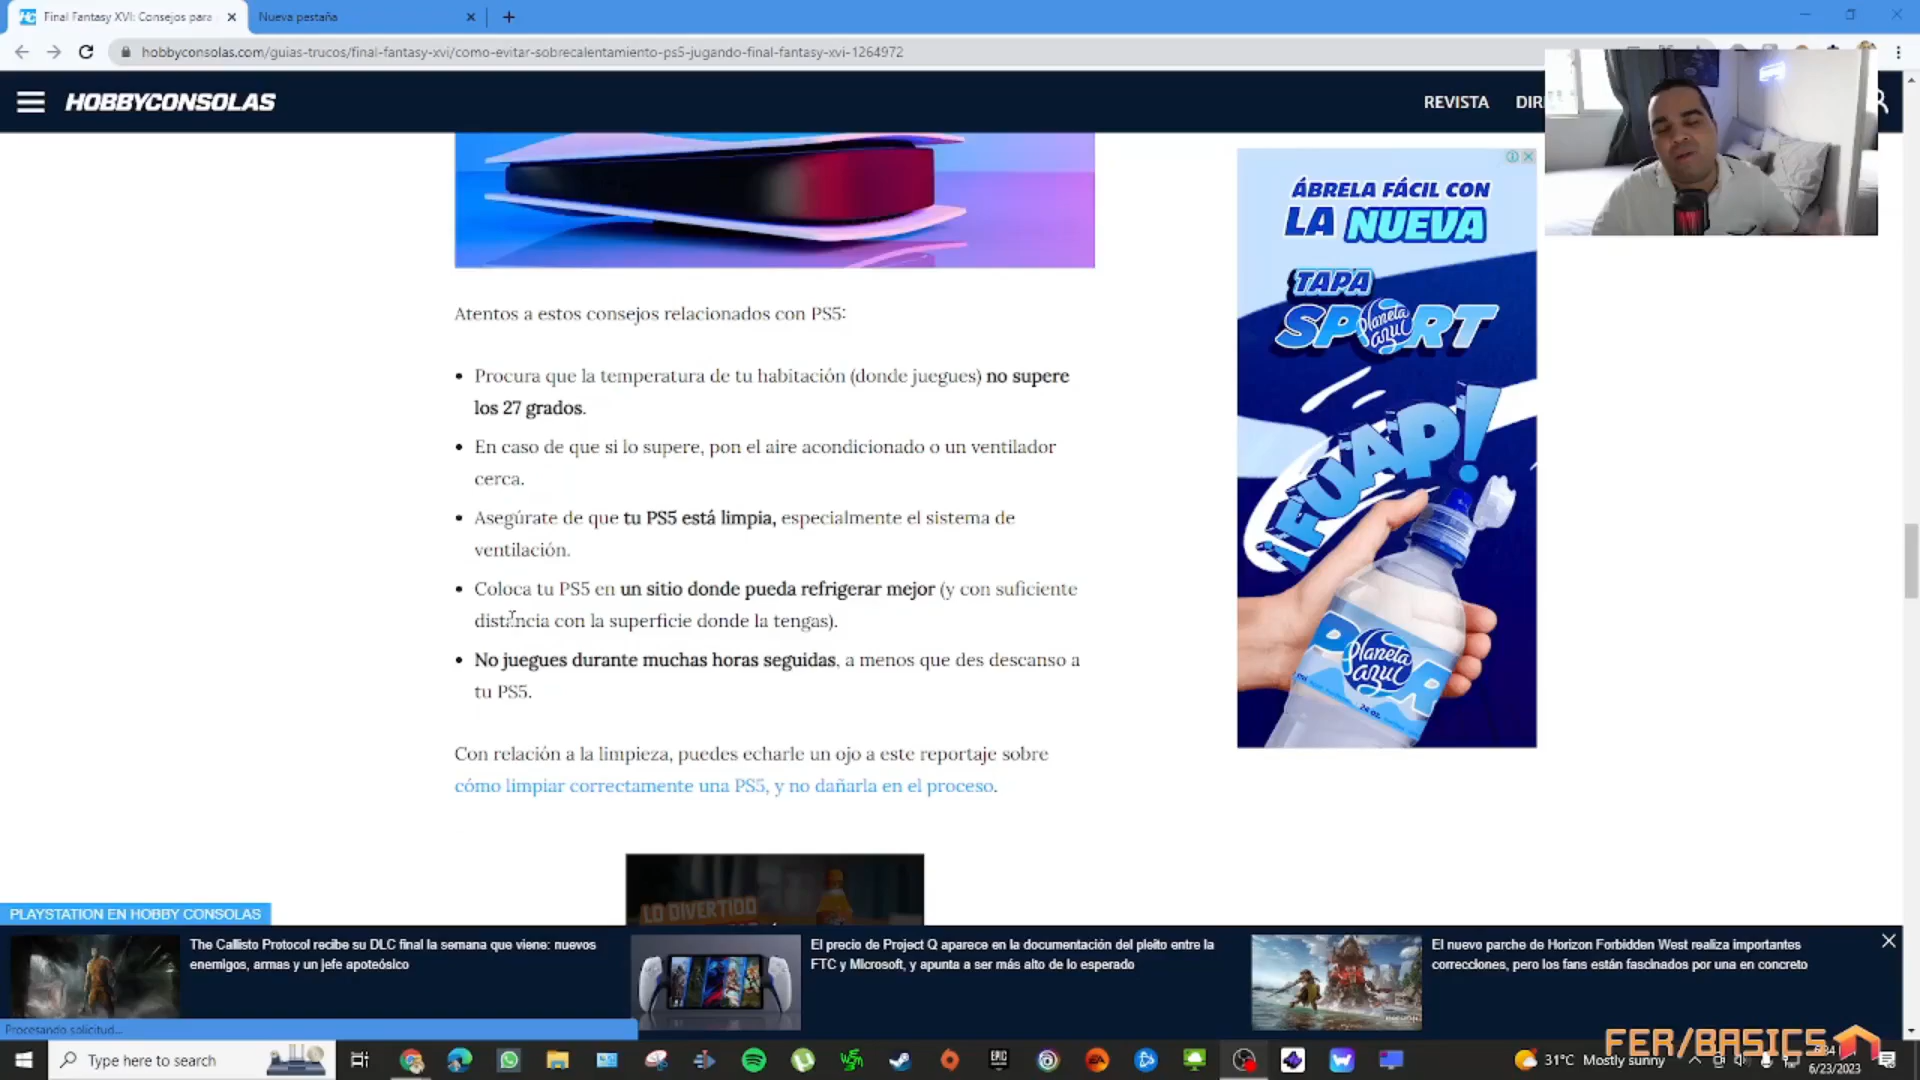 Final Fantasy XVI: Consejos para
Nueva pestaña
hobbyconsolas.com/guias-trucos/final-fantasy-xvi/como-evitar-sobrecalentamiento-ps5-jugando-final-fantasy-xvi-1264972
HOBBYCONSOLAS
REVISTA
ÁBRELA FÁCIL CON
LA NUEVA
TAPA
SPORT
planeta azul
¡FUAP!
planeta azul
24 oz.
Atentos a estos consejos relacionados con PS5:
• Procura que la temperatura de tu habitación (donde juegues) no supere
los 27 grados.
• En caso de que si lo supere, pon el aire acondicionado o un ventilador
cerca.
• Asegúrate de que tu PS5 está limpia, especialmente el sistema de
ventilación.
• Coloca tu PS5 en un sitio donde pueda refrigerar mejor (y con suficiente
distancia con la superficie donde la tengas).
• No juegues durante muchas horas seguidas, a menos que des descanso a
tu PS5.
Con relación a la limpieza, puedes echarle un ojo a este reportaje sobre
cómo limpiar correctamente una PS5, y no dañarla en el proceso.
LO DIVERTIDO
PLAYSTATION EN HOBBY CONSOLAS
The Callisto Protocol recibe su DLC final la semana que viene: nuevos
enemigos, armas y un jefe apoteósico
El precio de Project Q aparece en la documentación del pleito entre la
FTC y Microsoft, y apunta a ser más alto de lo esperado
El nuevo parche de Horizon Forbidden West realiza importantes
correcciones, pero los fans están fascinados por una en concreto
Procesando solicitud...
FER/BASICS
Type here to search
EPIC
EA
31°C Mostly sunny
6/23/2023